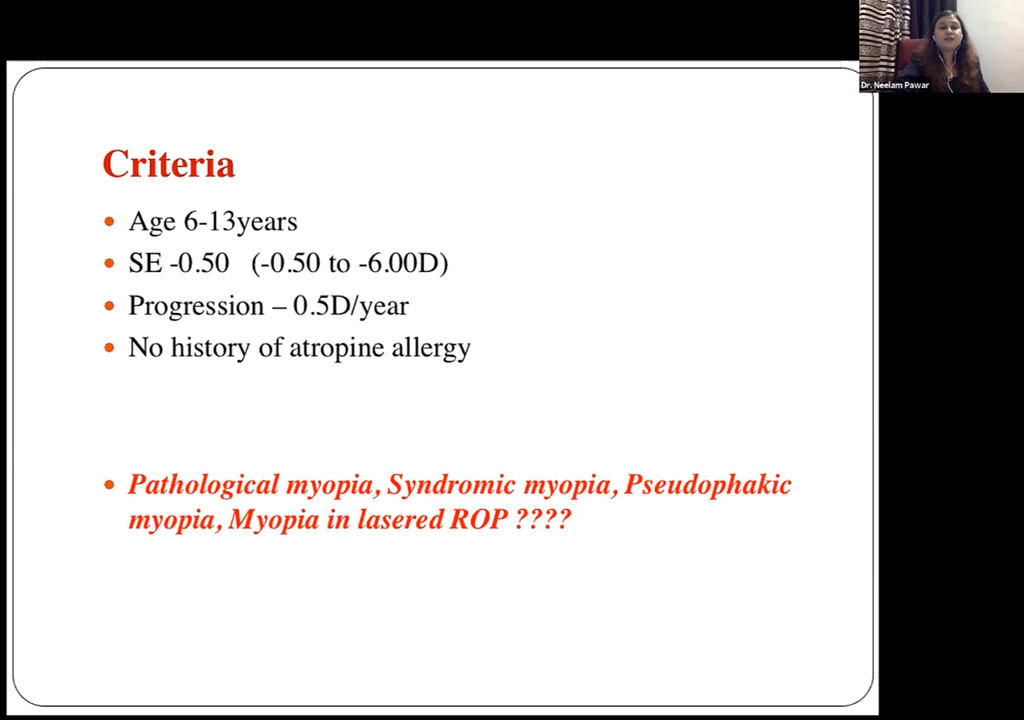 Dr. Neelam Pawar
Criteria
• Age 6-13years
• SE -0.50 (-0.50 to -6.00D)
• Progression – 0.5D/year
• No history of atropine allergy
• Pathological myopia, Syndromic myopia, Pseudophakic
myopia, Myopia in lasered ROP ????